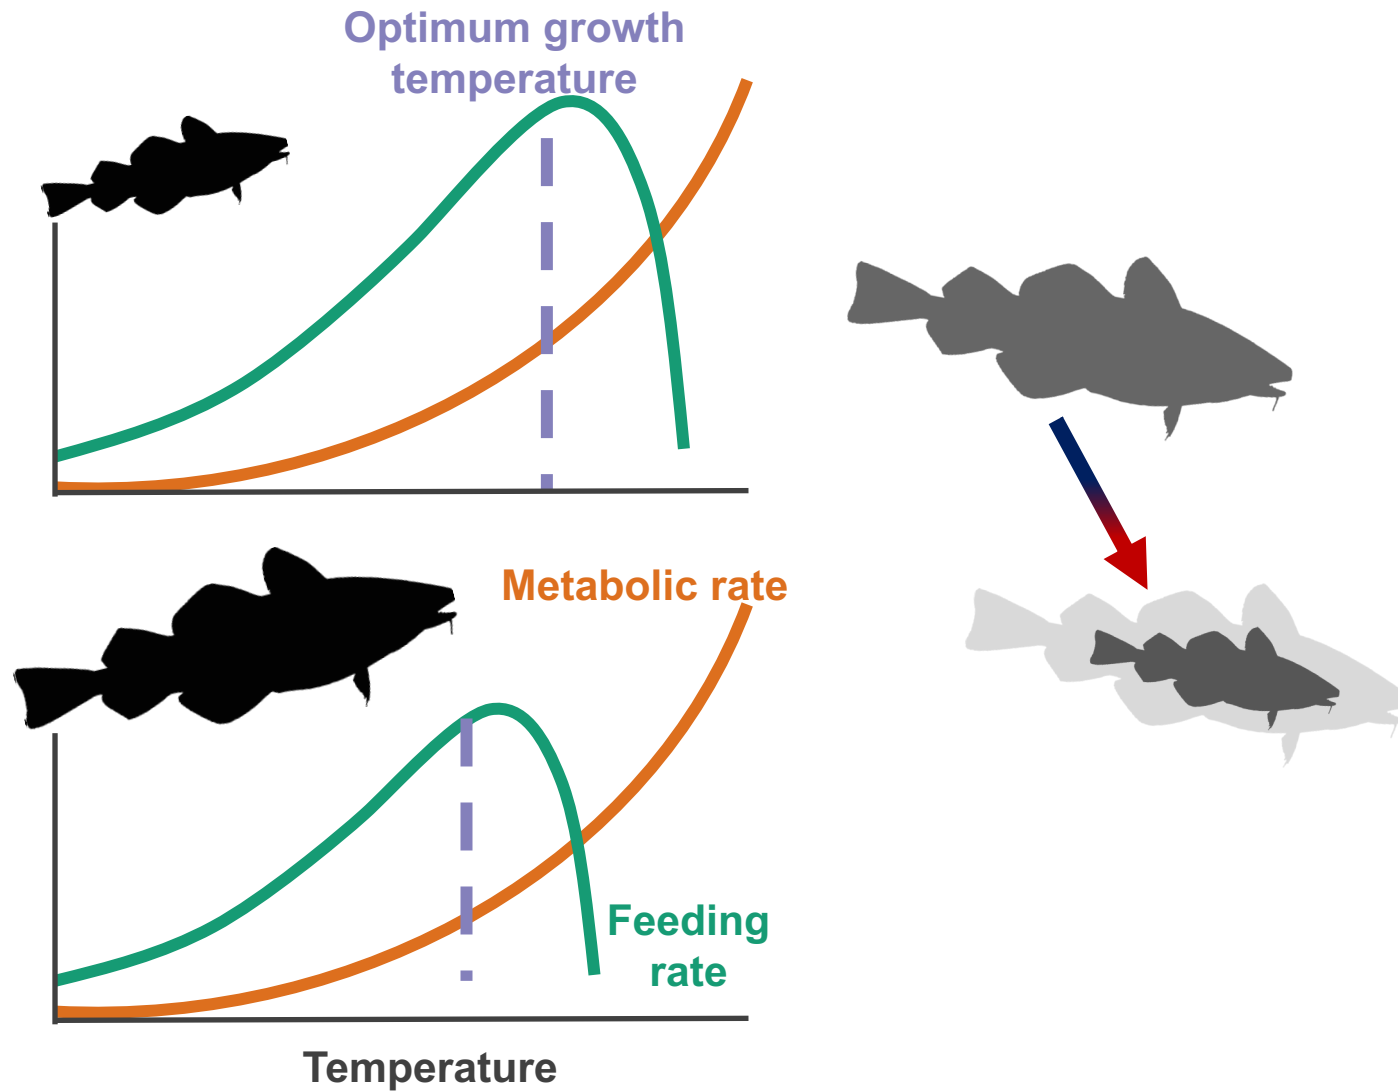 Optimum growth
temperature
Metabolic rate
Feeding
rate
Temperature